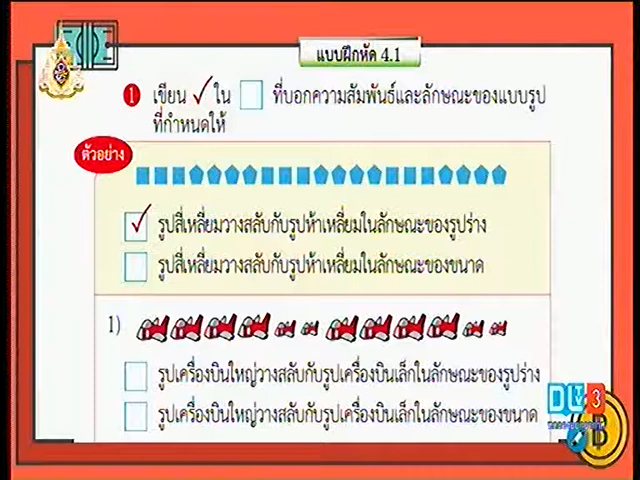 แบบฝึกหัด 4.1
1 เขียน ✓ ใน ที่บอกความสัมพันธ์และลักษณะของแบบรูป
ที่กำหนดให้
ตัวอย่าง
รูปสี่เหลี่ยมวางสลับกับรูปห้าเหลี่ยมในลักษณะของรูปร่าง
รูปสี่เหลี่ยมวางสลับกับรูปห้าเหลี่ยมในลักษณะของขนาด
1)
รูปเครื่องบินใหญ่วางสลับกับรูปเครื่องบินเล็กในลักษณะของรูปร่าง
รูปเครื่องบินใหญ่วางสลับกับรูปเครื่องบินเล็กในลักษณะของขนาด
DLTV 3